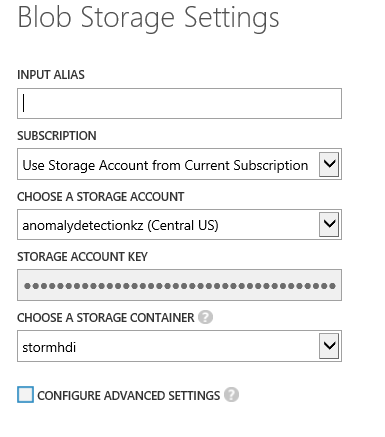 Blob Storage Settings
INPUT ALIAS
SUBSCRIPTION
Use Storage Account from Current Subscription
CHOOSE A STORAGE ACCOUNT
anomalydetectionkz (Central US)
STORAGE ACCOUNT KEY
CHOOSE A STORAGE CONTAINER ?
stormhdi
CONFIGURE ADVANCED SETTINGS ?